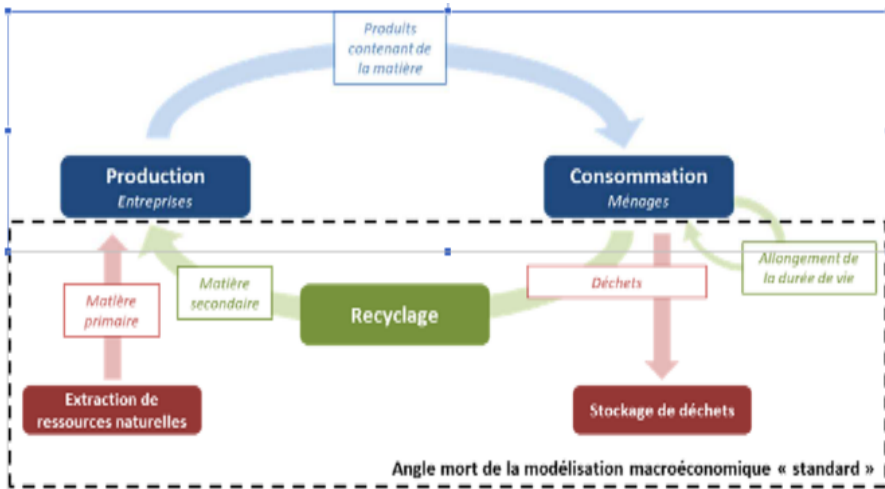 Produits
contenant de
la matière
Production
Entreprises
Consommation
Ménages
Allongement de
la durée de vie
Matière
secondaire
Déchets
Matière
primaire
Recyclage
Extraction de
ressources naturelles
Stockage de déchets
Angle mort de la modélisation macroéconomique « standard »